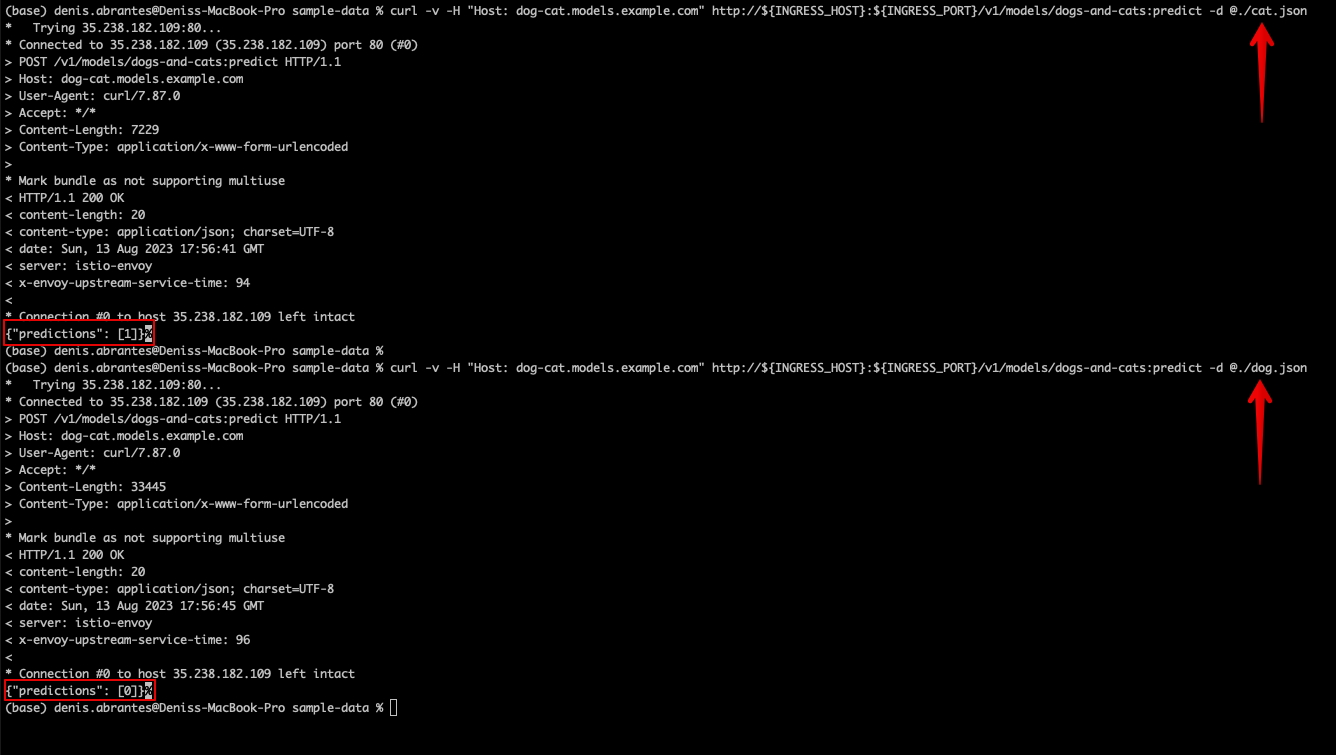 (base) denis.abrantes@Deniss-MacBook-Pro sample-data % curl -v -H "Host: dog-cat.models.example.com" http://${INGRESS_HOST}:${INGRESS_PORT}/v1/models/dogs-and-cats:predict -d @./cat.json
*   Trying 35.238.182.109:80...
* Connected to 35.238.182.109 (35.238.182.109) port 80 (#0)
> POST /v1/models/dogs-and-cats:predict HTTP/1.1
> Host: dog-cat.models.example.com
> User-Agent: curl/7.87.0
> Accept: */*
> Content-Length: 7229
> Content-Type: application/x-www-form-urlencoded
>
* Mark bundle as not supporting multiuse
< HTTP/1.1 200 OK
< content-length: 20
< content-type: application/json; charset=UTF-8
< date: Sun, 13 Aug 2023 17:56:41 GMT
< server: istio-envoy
< x-envoy-upstream-service-time: 94
<
* Connection #0 to host 35.238.182.109 left intact
{"predictions": [1]}%
(base) denis.abrantes@Deniss-MacBook-Pro sample-data %
(base) denis.abrantes@Deniss-MacBook-Pro sample-data % curl -v -H "Host: dog-cat.models.example.com" http://${INGRESS_HOST}:${INGRESS_PORT}/v1/models/dogs-and-cats:predict -d @./dog.json
*   Trying 35.238.182.109:80...
* Connected to 35.238.182.109 (35.238.182.109) port 80 (#0)
> POST /v1/models/dogs-and-cats:predict HTTP/1.1
> Host: dog-cat.models.example.com
> User-Agent: curl/7.87.0
> Accept: */*
> Content-Length: 33445
> Content-Type: application/x-www-form-urlencoded
>
* Mark bundle as not supporting multiuse
< HTTP/1.1 200 OK
< content-length: 20
< content-type: application/json; charset=UTF-8
< date: Sun, 13 Aug 2023 17:56:45 GMT
< server: istio-envoy
< x-envoy-upstream-service-time: 96
<
* Connection #0 to host 35.238.182.109 left intact
{"predictions": [0]}%
(base) denis.abrantes@Deniss-MacBook-Pro sample-data %